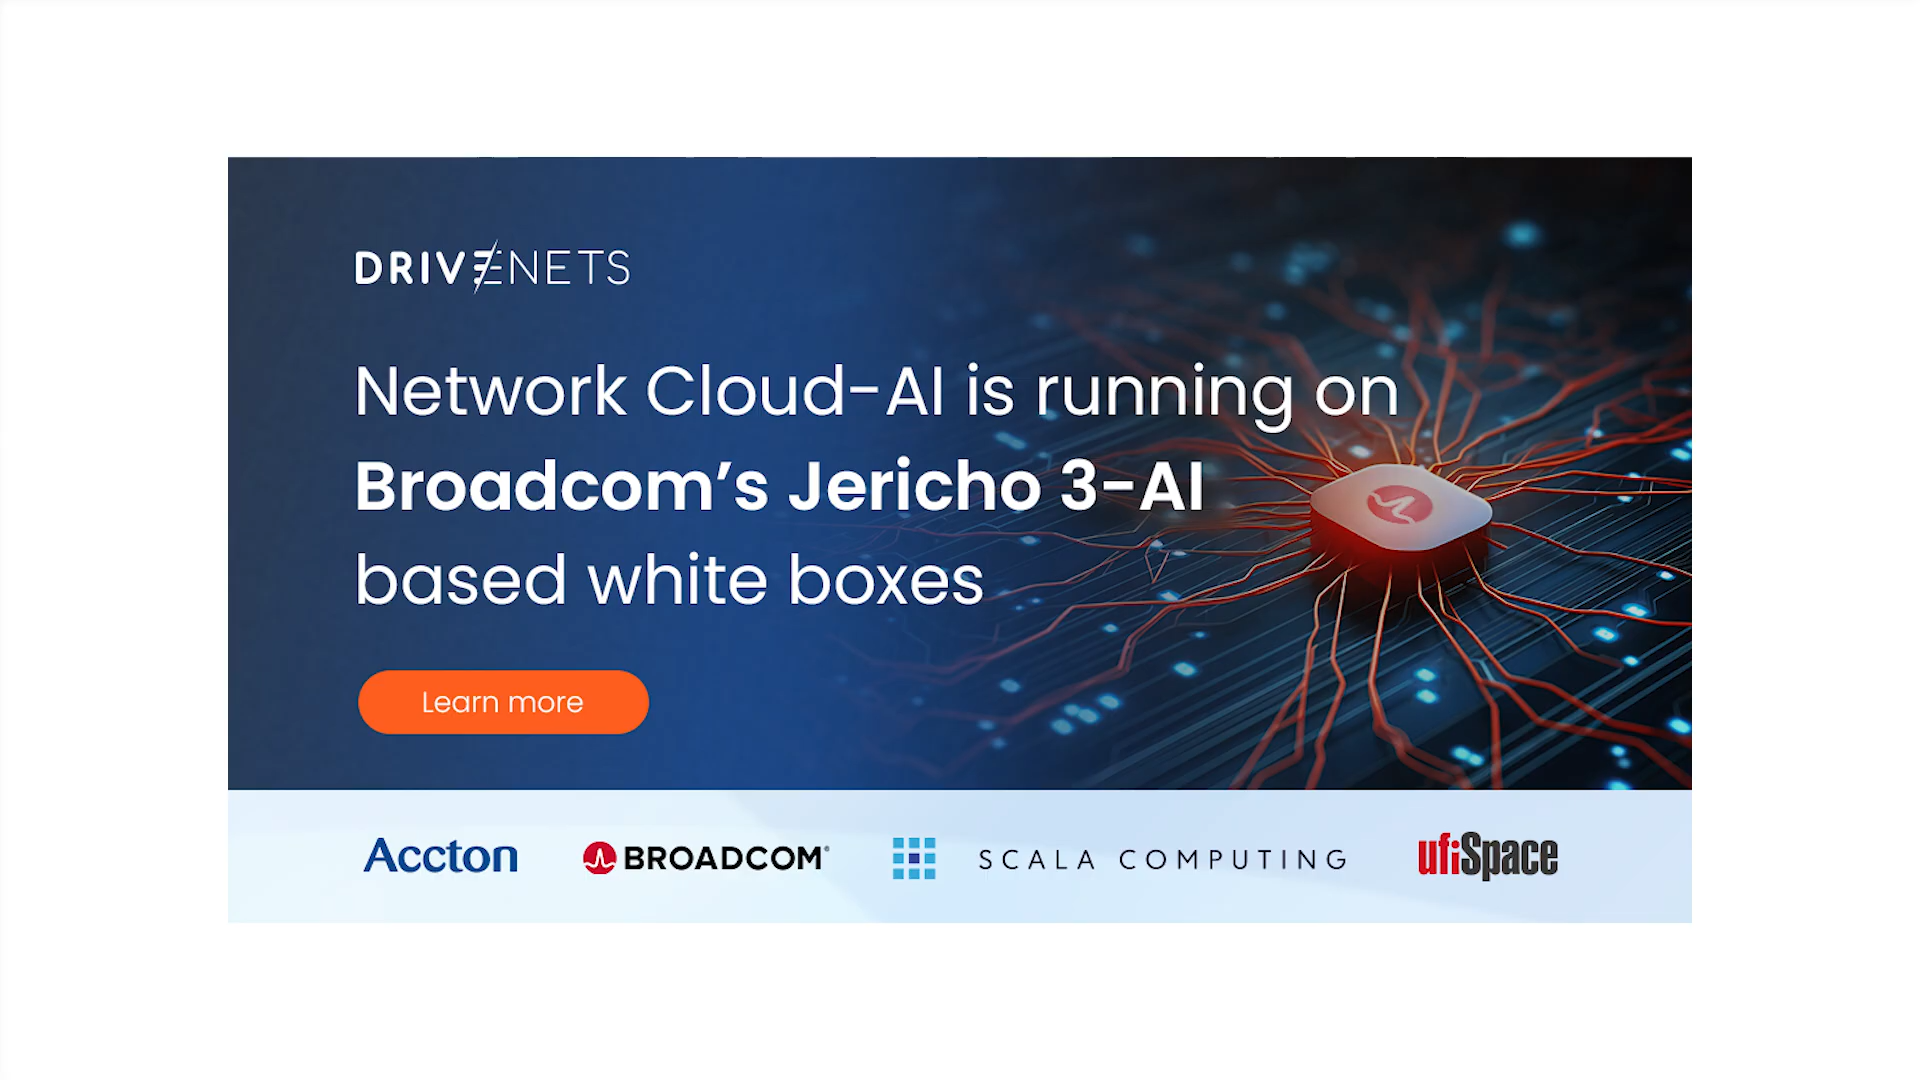 DRIVENETS
Network Cloud-AI is running on
Broadcom’s Jericho 3-AI
based white boxes
Learn more
Accton
BROADCOM®
SCALA COMPUTING
ufiSpace